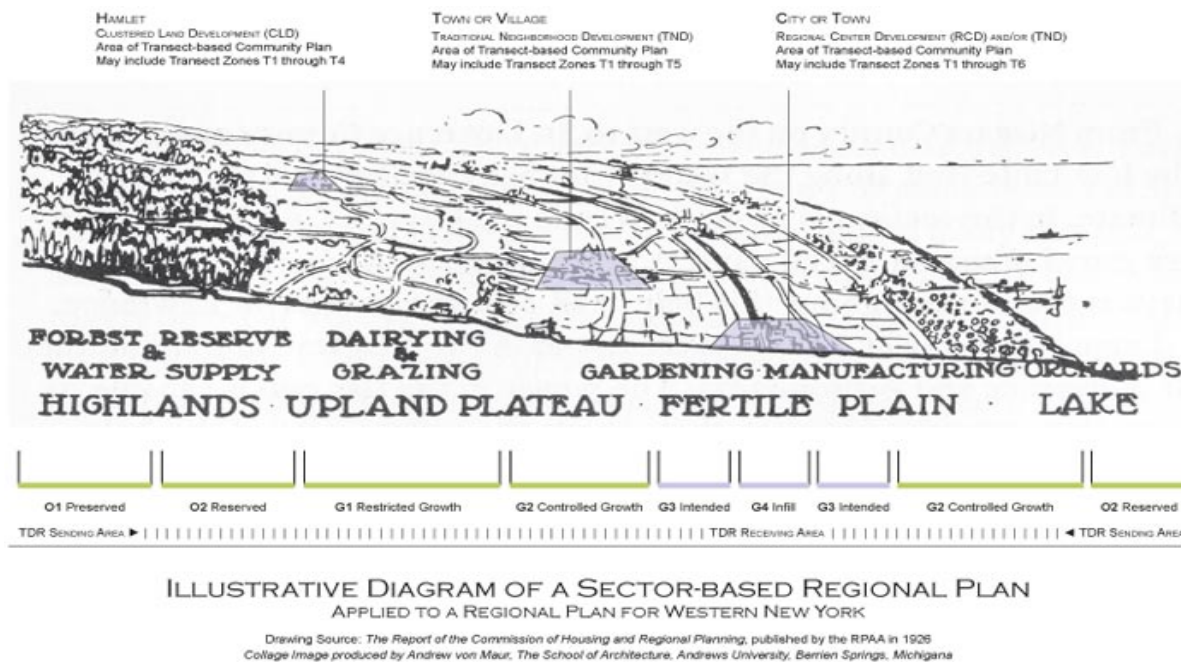 HAMLET
CLUSTERED LAND DEVELOPMENT (CLD)
Area of Transect-based Community Plan
May include Transect Zones T1 through T4
TOWN OR VILLAGE
TRADITIONAL NEIGHBORHOOD DEVELOPMENT (TND)
Area of Transect-based Community Plan
May include Transect Zones T1 through T5
CITY OR TOWN
REGIONAL CENTER DEVELOPMENT (RCD) AND/OR (TND)
Area of Transect-based Community Plan
May include Transect Zones T1 through T6
FOREST RESERVE
&
WATER SUPPLY
DAIRYING
&
GRAZING
GARDENING · MANUFACTURING ORCHARDS
HIGHLANDS · UPLAND PLATEAU · FERTILE PLAIN · LAKE
O1 Preserved
O2 Reserved
G1 Restricted Growth
G2 Controlled Growth
G3 Intended
G4 Infill
G3 Intended
G2 Controlled Growth
O2 Reserved
TDR SENDING AREA
TDR RECEIVING AREA
TDR SENDING AREA
ILLUSTRATIVE DIAGRAM OF A SECTOR-BASED REGIONAL PLAN
APPLIED TO A REGIONAL PLAN FOR WESTERN NEW YORK
Drawing Source: The Report of the Commission of Housing and Regional Planning, published by the RPAA in 1926
Collage Image produced by Andrew von Maur, The School of Architecture, Andrews University, Berrien Springs, Michigana